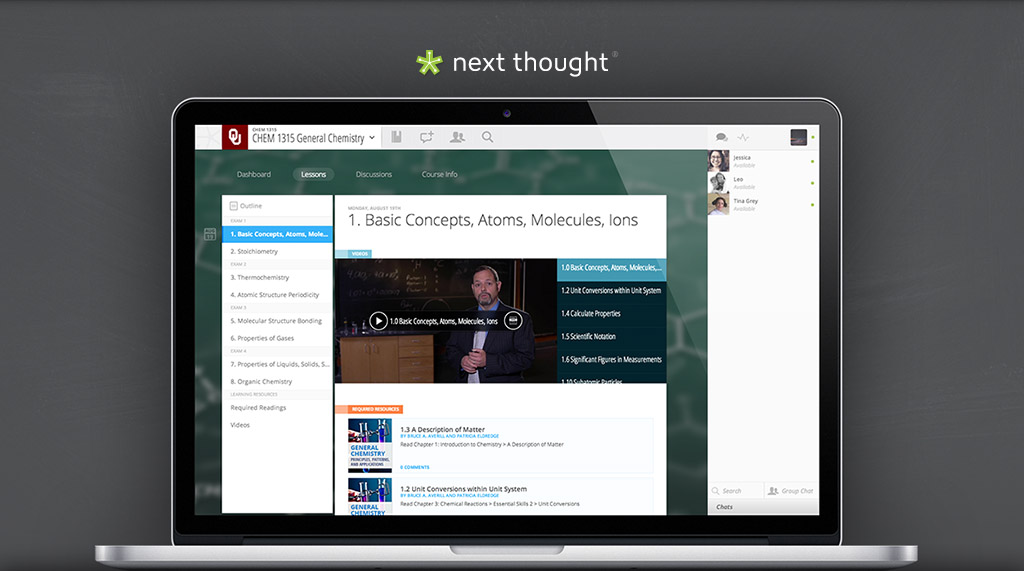 next thought®
CHEM 1315
CHEM 1315 General Chemistry
OU
Dashboard
Lessons
Discussions
Course Info
Outline
EXAM 1
1. Basic Concepts, Atoms, Mole...
2. Stoichiometry
EXAM 2
3. Thermochemistry
4. Atomic Structure Periodicity
EXAM 3
5. Molecular Structure Bonding
6. Properties of Gases
EXAM 4
7. Properties of Liquids, Solids, S...
8. Organic Chemistry
LEARNING RESOURCES
Required Readings
Videos
MONDAY, AUGUST 19TH
1. Basic Concepts, Atoms, Molecules, Ions
VIDEOS
1.0 Basic Concepts, Atoms, Molecules, Ions
1.0 Basic Concepts, Atoms, Molecules,...
1.2 Unit Conversions within Unit System
1.4 Calculate Properties
1.5 Scientific Notation
1.6 Significant Figures in Measurements
1.10 Subatomic Particles
REQUIRED RESOURCES
GENERAL
CHEMISTRY
PRINCIPLES, PATTERNS,
AND APPLICATIONS
1.3 A Description of Matter
BY BRUCE A. AVERILL AND PATRICIA ELDREDGE
Read Chapter 1: Introduction to Chemistry > A Description of Matter
0 COMMENTS
GENERAL
CHEMISTRY
1.2 Unit Conversions within Unit System
BY BRUCE A. AVERILL AND PATRICIA ELDREDGE
Read Chapter 3: Chemical Reactions > Essential Skills 2 > Unit Conversions
Jessica
Available
Leo
Available
Tina Grey
Available
Search
Group Chat
Chats